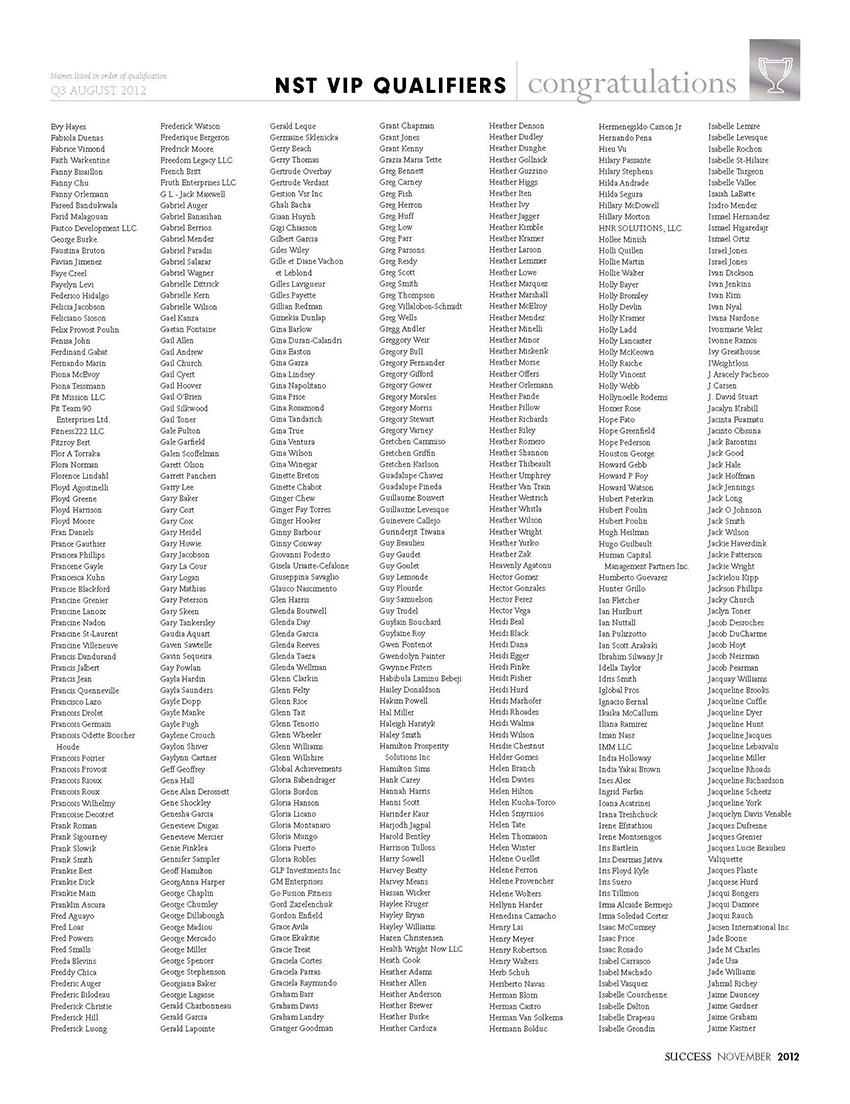 Names listed in order of qualification
Q3 AUGUST 2012
NST VIP QUALIFIERS
congratulations
Evy Hayes
Fabiola Duenas
Fabrice Vimond
Faith Warkentine
Fanny Bisaillon
Fanny Chu
Fanny Orlemann
Fareed Bandukwala
Farid Malagouan
Fastco Development LLC
George Burke
Faustina Bruton
Favian Jimenez
Faye Creel
Fayelyn Levi
Federico Hidalgo
Felicia Jacobson
Feliciano Sioson
Felix Provost Poulin
Fenisa John
Ferdinand Gabat
Fernando Marin
Fiona McEvoy
Fiona Tessmann
Fit Mission LLC
Fit Team 90
Enterprises Ltd.
Fitness222 LLC
Fitzroy Bert
Flor A Torraka
Flora Norman
Florence Lindahl
Floyd Agostinelli
Floyd Greene
Floyd Harrison
Floyd Moore
Fran Daniels
France Gauthier
Francea Phillips
Francene Gayle
Francesca Kuhn
Francie Blackford
Francine Grenier
Francine Lanoix
Francine Nadon
Francine St-Laurent
Francine Villeneuve
Francis Dandurand
Francis Jalbert
Francis Jean
Francis Quenneville
Francisco Lazo
Francois Drolet
Francois Germain
Francois Odette Boucher
Houde
Francois Poirier
Francois Provost
Francois Rioux
Francois Roux
Francois Wilhelmy
Francoise Decotret
Frank Roman
Frank Sigourney
Frank Slowik
Frank Smith
Frankie Best
Frankie Dick
Frankie Main
Franklin Ascura
Fred Aguayo
Fred Loar
Fred Powers
Fred Smalls
Freda Blevins
Freddy Chica
Frederic Auger
Frederic Bilodeau
Frederick Christie
Frederick Hill
Frederick Luong
Frederick Watson
Frederique Bergeron
Fredrick Moore
Freedom Legacy LLC
French Britt
Fruth Enterprises LLC
G L - Jack Maxwell
Gabriel Auger
Gabriel Banasihan
Gabriel Berrios
Gabriel Mendez
Gabriel Paradis
Gabriel Salazar
Gabriel Wagner
Gabrielle Dittrick
Gabrielle Kern
Gabrielle Wilson
Gael Kanza
Gaetan Fontaine
Gail Allen
Gail Andrew
Gail Church
Gail Cyert
Gail Hoover
Gail O'Brien
Gail Silkwood
Gail Toner
Gale Fulton
Gale Garfield
Galen Scoffelman
Garett Olson
Garrett Pancheri
Garry Lee
Gary Baker
Gary Cort
Gary Cox
Gary Heidel
Gary Howie
Gary Jacobson
Gary La Cour
Gary Logan
Gary Mathias
Gary Peterson
Gary Skeen
Gary Tankersley
Gaudia Aquart
Gaven Sawtelle
Gavin Sequeira
Gay Powlan
Gayla Hardin
Gayla Saunders
Gayle Dopp
Gayle Manke
Gayle Pugh
Gaylene Crouch
Gaylon Shiver
Gaylynn Cartner
Geff Geoffrey
Gena Hall
Gene Alan Derossett
Gene Shockley
Genesha Garcia
Genevieve Dugas
Genevieve Mercier
Genie Finklea
Gennifer Sampler
Geoff Hamilton
GeorgAnna Harper
George Chaplin
George Chumley
George Dillabough
George Madiou
George Mercado
George Miller
George Spencer
George Stephenson
Georgiana Baker
Georgie Lagasse
Gerald Charbonneau
Gerald Garcia
Gerald Lapointe
Gerald Leque
Germaine Sklenicka
Gerry Beach
Gerry Thomas
Gertrude Overbay
Gertrude Verdant
Gestion Vsr Inc
Ghali Bacha
Giaan Huynh
Gigi Chiasson
Gilbert Garcia
Giles Wiley
Gille et Diane Vachon
et Leblond
Gilles Lavigueur
Gilles Payette
Gillian Redman
Gimekia Dunlap
Gina Barlow
Gina Duran-Calandri
Gina Easton
Gina Garza
Gina Lindsey
Gina Napolitano
Gina Price
Gina Rosamond
Gina Tandarich
Gina True
Gina Ventura
Gina Wilson
Gina Winegar
Ginette Breton
Ginette Chabot
Ginger Chew
Ginger Fay Torres
Ginger Hooker
Ginny Barbour
Ginny Conway
Giovanni Podesto
Gisela Uriarte-Cefalone
Giuseppina Savaglio
Glauco Nascimento
Glen Harris
Glenda Boutwell
Glenda Day
Glenda Garcia
Glenda Reeves
Glenda Taeza
Glenda Wellman
Glenn Clarkin
Glenn Felty
Glenn Rice
Glenn Tait
Glenn Tenorio
Glenn Wheeler
Glenn Williams
Glenn Willshire
Global Achievements
Gloria Babendrager
Gloria Bordon
Gloria Hanson
Gloria Licano
Gloria Montanaro
Gloria Mungo
Gloria Puerto
Gloria Robles
GLP Investments Inc
GM Enterprises
Go Fusion Fitness
Gord Zazelenchuk
Gordon Enfield
Grace Avila
Grace Ekakitie
Gracie Treat
Graciela Cortes
Graciela Parras
Graciela Raymundo
Graham Barr
Graham Davis
Graham Landry
Granger Goodman
Grant Chapman
Grant Jones
Grant Kenny
Grazia Maria Tette
Greg Bennett
Greg Carney
Greg Fish
Greg Herron
Greg Huff
Greg Low
Greg Parr
Greg Parsons
Greg Reidy
Greg Scott
Greg Smith
Greg Thompson
Greg Villalobos-Schmidt
Greg Wells
Gregg Andler
Greggory Weir
Gregory Bull
Gregory Fernander
Gregory Gifford
Gregory Gower
Gregory Morales
Gregory Morris
Gregory Stewart
Gregory Varney
Gretchen Cammiso
Gretchen Griffin
Gretchen Karlson
Guadalupe Chavez
Guadalupe Pineda
Guillaume Boisvert
Guillaume Levesque
Guinevere Callejo
Gurinderjit Tiwana
Guy Beaulieu
Guy Gaudet
Guy Goulet
Guy Lemonde
Guy Plourde
Guy Samuelson
Guy Trudel
Guylain Bouchard
Guylaine Roy
Gwen Fontenot
Gwendolyn Painter
Gwynne Friters
Habibula Laminu Bebeji
Hailey Donaldson
Hakim Powell
Hal Miller
Haleigh Haratyk
Haley Smith
Hamilton Prosperity
Solutions Inc
Hamilton Sims
Hank Carey
Hannah Harris
Hanni Scott
Harinder Kaur
Harjodh Jagpal
Harold Bentley
Harrison Tulloss
Harry Sowell
Harvey Beatty
Harvey Means
Hassan Wicker
Haylee Kruger
Hayley Bryan
Hayley Williams
Hazen Christensen
Health Wright Now LLC
Heath Cook
Heather Adams
Heather Allen
Heather Anderson
Heather Brewer
Heather Burke
Heather Cardoza
Heather Denson
Heather Dudley
Heather Dunghe
Heather Gollnick
Heather Guzzino
Heather Higgs
Heather Iten
Heather Ivy
Heather Jagger
Heather Kimble
Heather Kramer
Heather Larson
Heather Lemmer
Heather Lowe
Heather Marquez
Heather Marshall
Heather McElroy
Heather Mendez
Heather Minelli
Heather Minor
Heather Miskerik
Heather Morse
Heather Offers
Heather Orlemann
Heather Pande
Heather Pillow
Heather Richards
Heather Riley
Heather Romero
Heather Shannon
Heather Thibeault
Heather Umphrey
Heather Van Train
Heather Westrich
Heather Whitla
Heather Wilson
Heather Wright
Heather Yurko
Heather Zak
Heavenly Agatonu
Hector Gomez
Hector Gonzales
Hector Perez
Hector Vega
Heidi Beal
Heidi Black
Heidi Dana
Heidi Egger
Heidi Finke
Heidi Fisher
Heidi Hurd
Heidi Marhofer
Heidi Rhoades
Heidi Walma
Heidi Wilson
Heidie Chestnut
Helder Gomes
Helen Branch
Helen Davies
Helen Hilton
Helen Kucha-Torco
Helen Smyrnios
Helen Tate
Helen Thomason
Helen Winter
Helene Ouellet
Helene Perron
Helene Provencher
Helene Wolters
Hellynn Harder
Henedina Camacho
Henry Lai
Henry Meyer
Henry Robertson
Henry Walters
Herb Schuh
Heriberto Navas
Herman Blom
Herman Castro
Herman Van Solkema
Hermann Bolduc
Hermenegildo Carson Jr
Hernando Pena
Hieu Vu
Hilary Passante
Hilary Stephens
Hilda Andrade
Hilda Segura
Hillary McDowell
Hillary Morton
HNR SOLUTIONS, LLC
Hollee Minish
Holli Quillen
Hollie Martin
Hollie Walter
Holly Bayer
Holly Bromley
Holly Devlin
Holly Kramer
Holly Ladd
Holly Lancaster
Holly McKeown
Holly Raiche
Holly Vincent
Holly Webb
Hollynoelle Rodems
Homer Rose
Hope Fato
Hope Greenfield
Hope Pederson
Houston George
Howard Gebb
Howard P Foy
Howard Watson
Hubert Peterkin
Hubert Poulin
Hubert Poulin
Hugh Heilman
Hugo Guilbault
Human Capital
Management Partners Inc.
Humberto Guevarez
Hunter Grillo
Ian Fletcher
Ian Hurlburt
Ian Nuttall
Ian Pulizzotto
Ian Scott Arakaki
Ibrahim Silwany Jr
Idella Taylor
Idris Smith
Iglobal Pros
Ignacio Bernal
Ikaika McCallum
Iliana Ramirez
Iman Nasr
IMM LLC
India Holloway
India Yakai Brown
Ines Alex
Ingrid Farfan
Ioana Acatrinei
Irana Treshchuck
Irene Efstathiou
Irene Montsenigos
Iris Bartlein
Iris Dearmas Jativa
Iris Floyd Kyle
Iris Suero
Iris Tillmon
Irma Alcaide Bermejo
Irma Soledad Cortez
Isaac McCumsey
Isaac Price
Isaac Rosado
Isabel Carrasco
Isabel Machado
Isabel Vasquez
Isabelle Courchesne
Isabelle Dalton
Isabelle Drapeau
Isabelle Grondin
Isabelle Lemire
Isabelle Levesque
Isabelle Rochon
Isabelle St-Hilaire
Isabelle Turgeon
Isabelle Vallee
Isaiah LaBatte
Isidro Mendez
Ismael Hernandez
Ismael Higaredajr
Ismael Ortiz
Israel Jones
Israel Jones
Ivan Dickson
Ivan Jenkins
Ivan Kim
Ivan Nyal
Ivana Nardone
Ivonmarie Velez
Ivonne Ramos
Ivy Greathouse
IWeightloss
J Aracely Pacheco
J Carsen
J. David Stuart
Jacalyn Krabill
Jacinta Fuamatu
Jacinto Obsuna
Jack Barontini
Jack Good
Jack Hale
Jack Hoffman
Jack Jennings
Jack Long
Jack O Johnson
Jack Smith
Jack Wilson
Jackie Haverdink
Jackie Patterson
Jackie Wright
Jackielou Kipp
Jackson Phillips
Jacky Church
Jaclyn Toner
Jacob Desroches
Jacob DuCharme
Jacob Hoyt
Jacob Neizman
Jacob Pearman
Jacquay Williams
Jacqueline Brooks
Jacqueline Cuffle
Jacqueline Dyer
Jacqueline Hunt
Jacqueline Jacques
Jacqueline Lebaivalu
Jacqueline Miller
Jacqueline Rhoads
Jacqueline Richardson
Jacqueline Scheetz
Jacqueline York
Jacquelyn Davis Venable
Jacques Dufresne
Jacques Grenier
Jacques Lucie Beaulieu
Valiquette
Jacques Plante
Jacquese Hurd
Jacqui Bongers
Jacqui Damore
Jacqui Rauch
Jacsen International Inc
Jade Boone
Jade M Charles
Jade Usa
Jade Williams
Jahmal Richey
Jaime Dauncey
Jaime Gardner
Jaime Graham
Jaime Kastner
SUCCESS NOVEMBER 2012